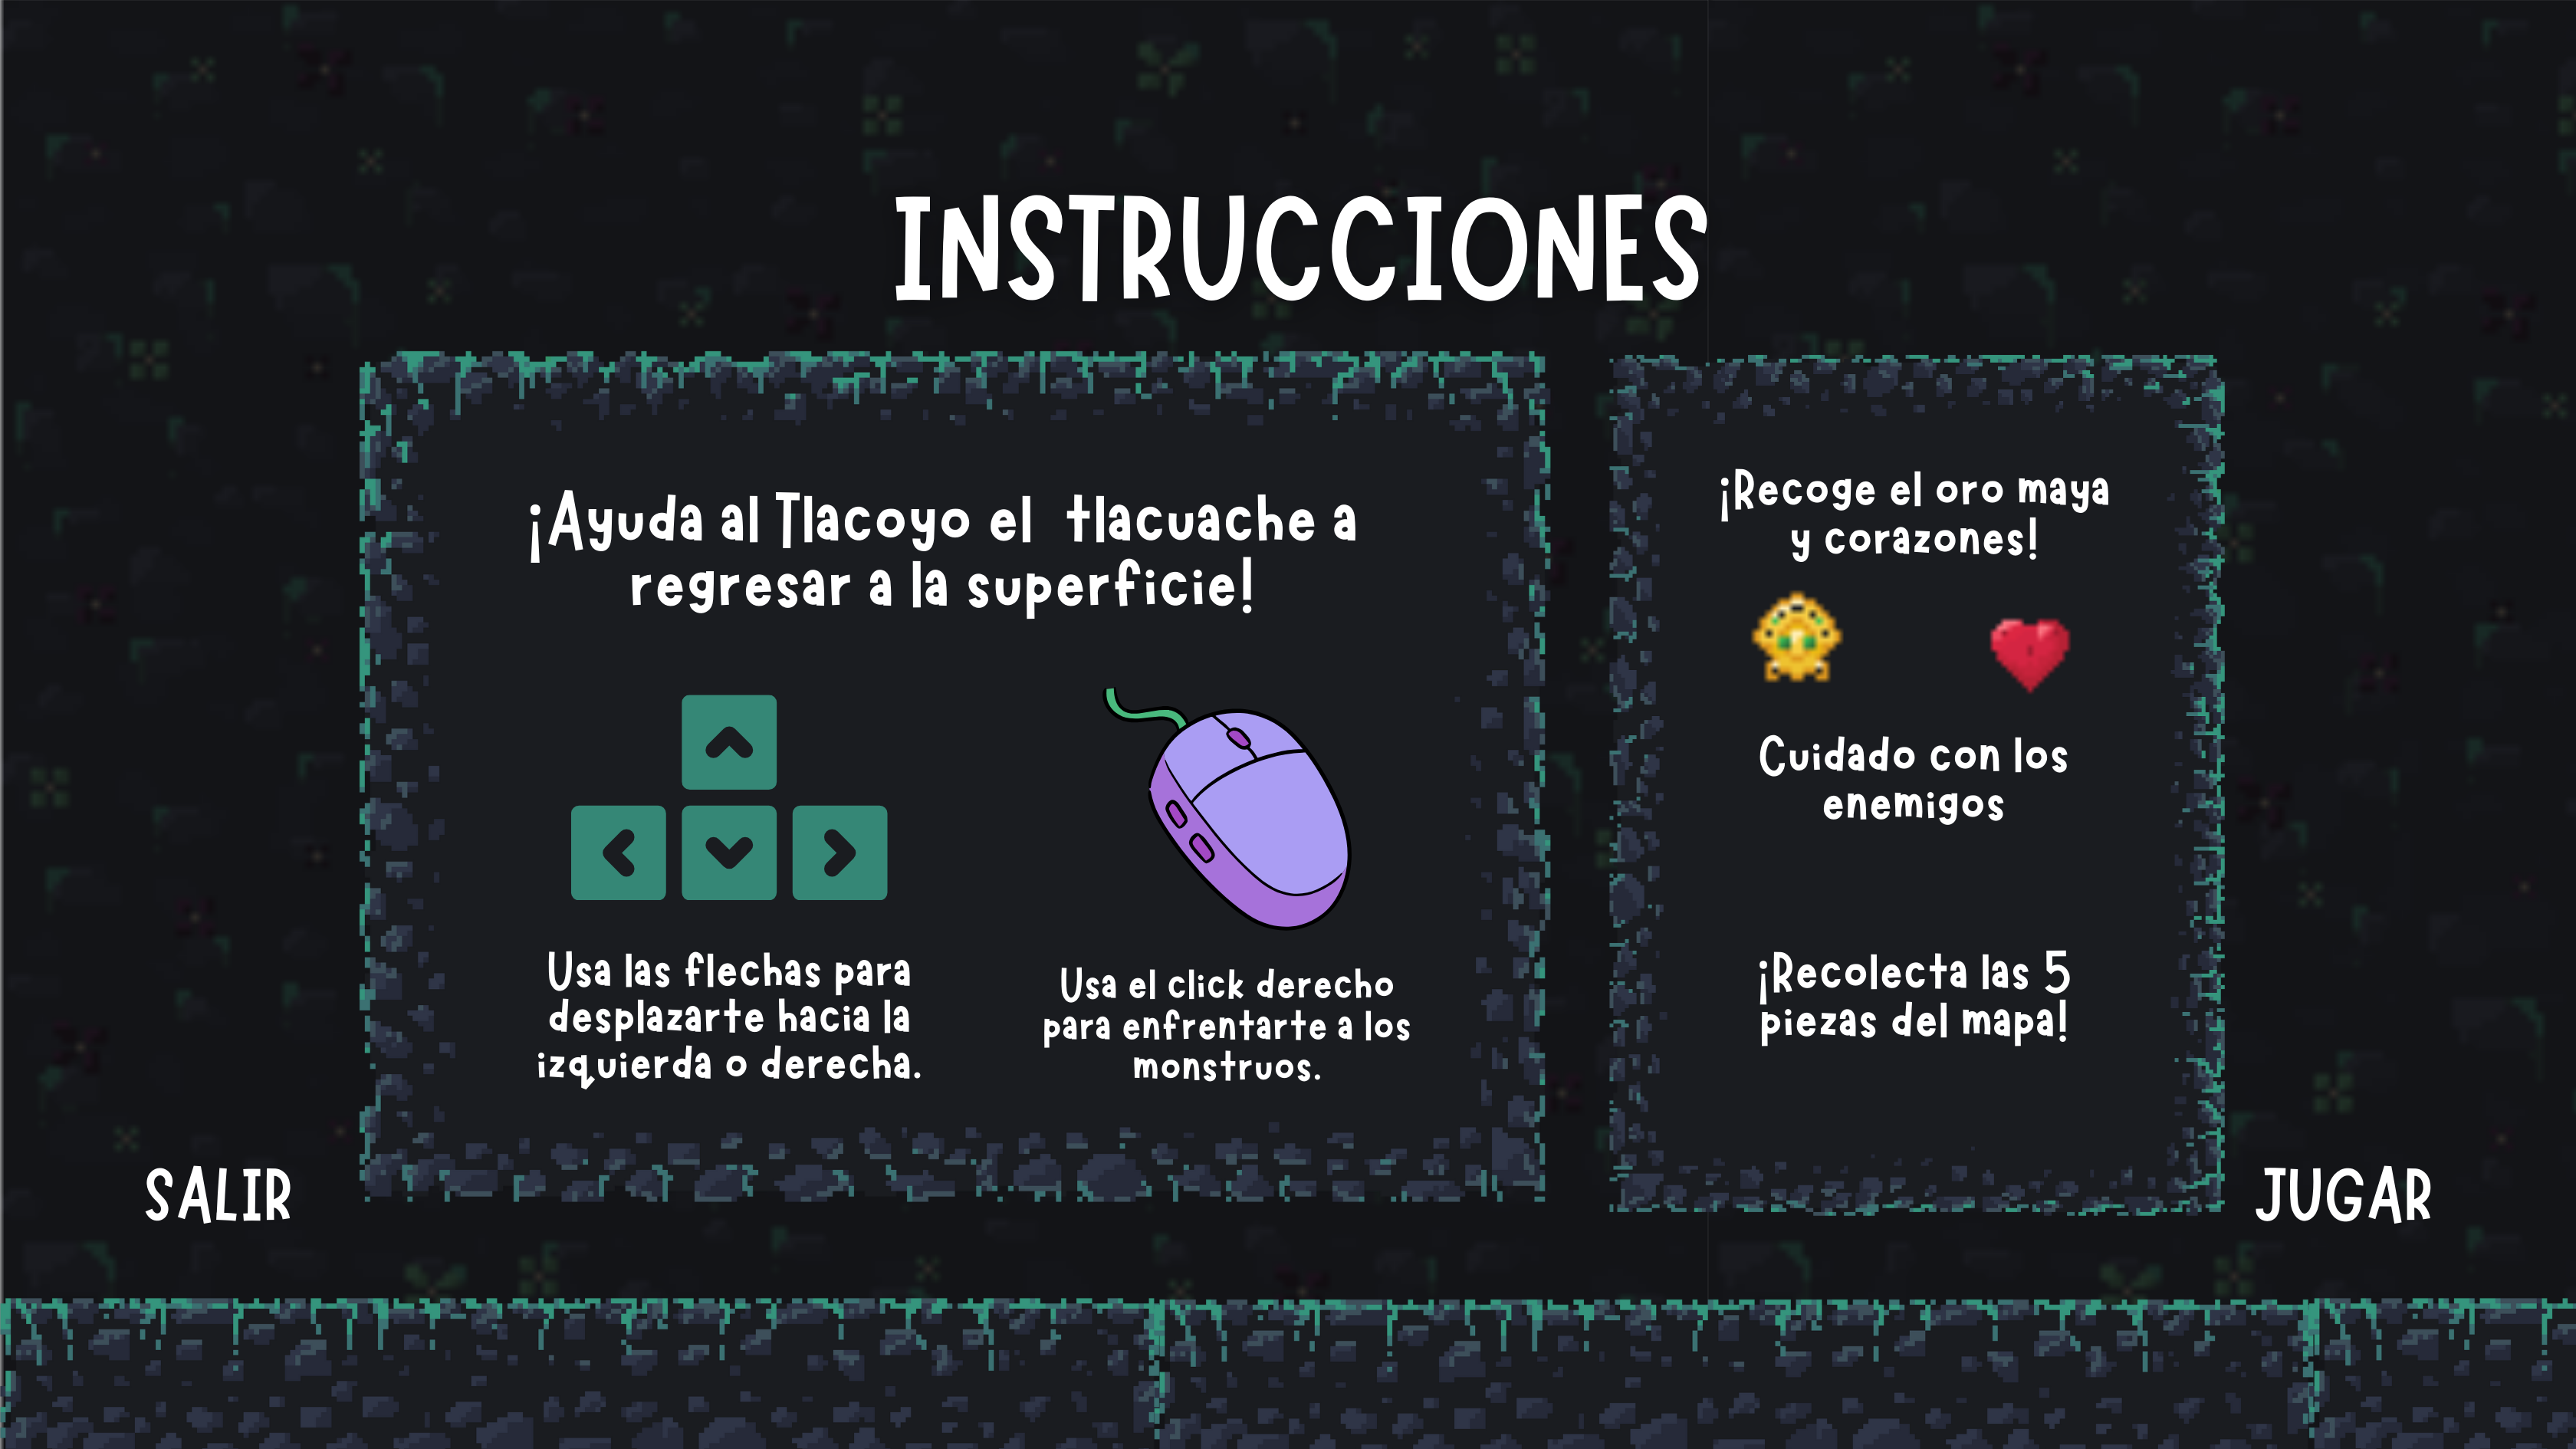 INSTRUCCIONES
¡Ayuda al Tlacoyo el tlacuache a
regresar a la superficie!
Usa las flechas para
desplazarte hacia la
izquierda o derecha.
Usa el click derecho
para enfrentarte a los
monstruos.
¡Recoge el oro maya
y corazones!
Cuidado con los
enemigos
¡Recolecta las 5
piezas del mapa!
SALIR
JUGAR